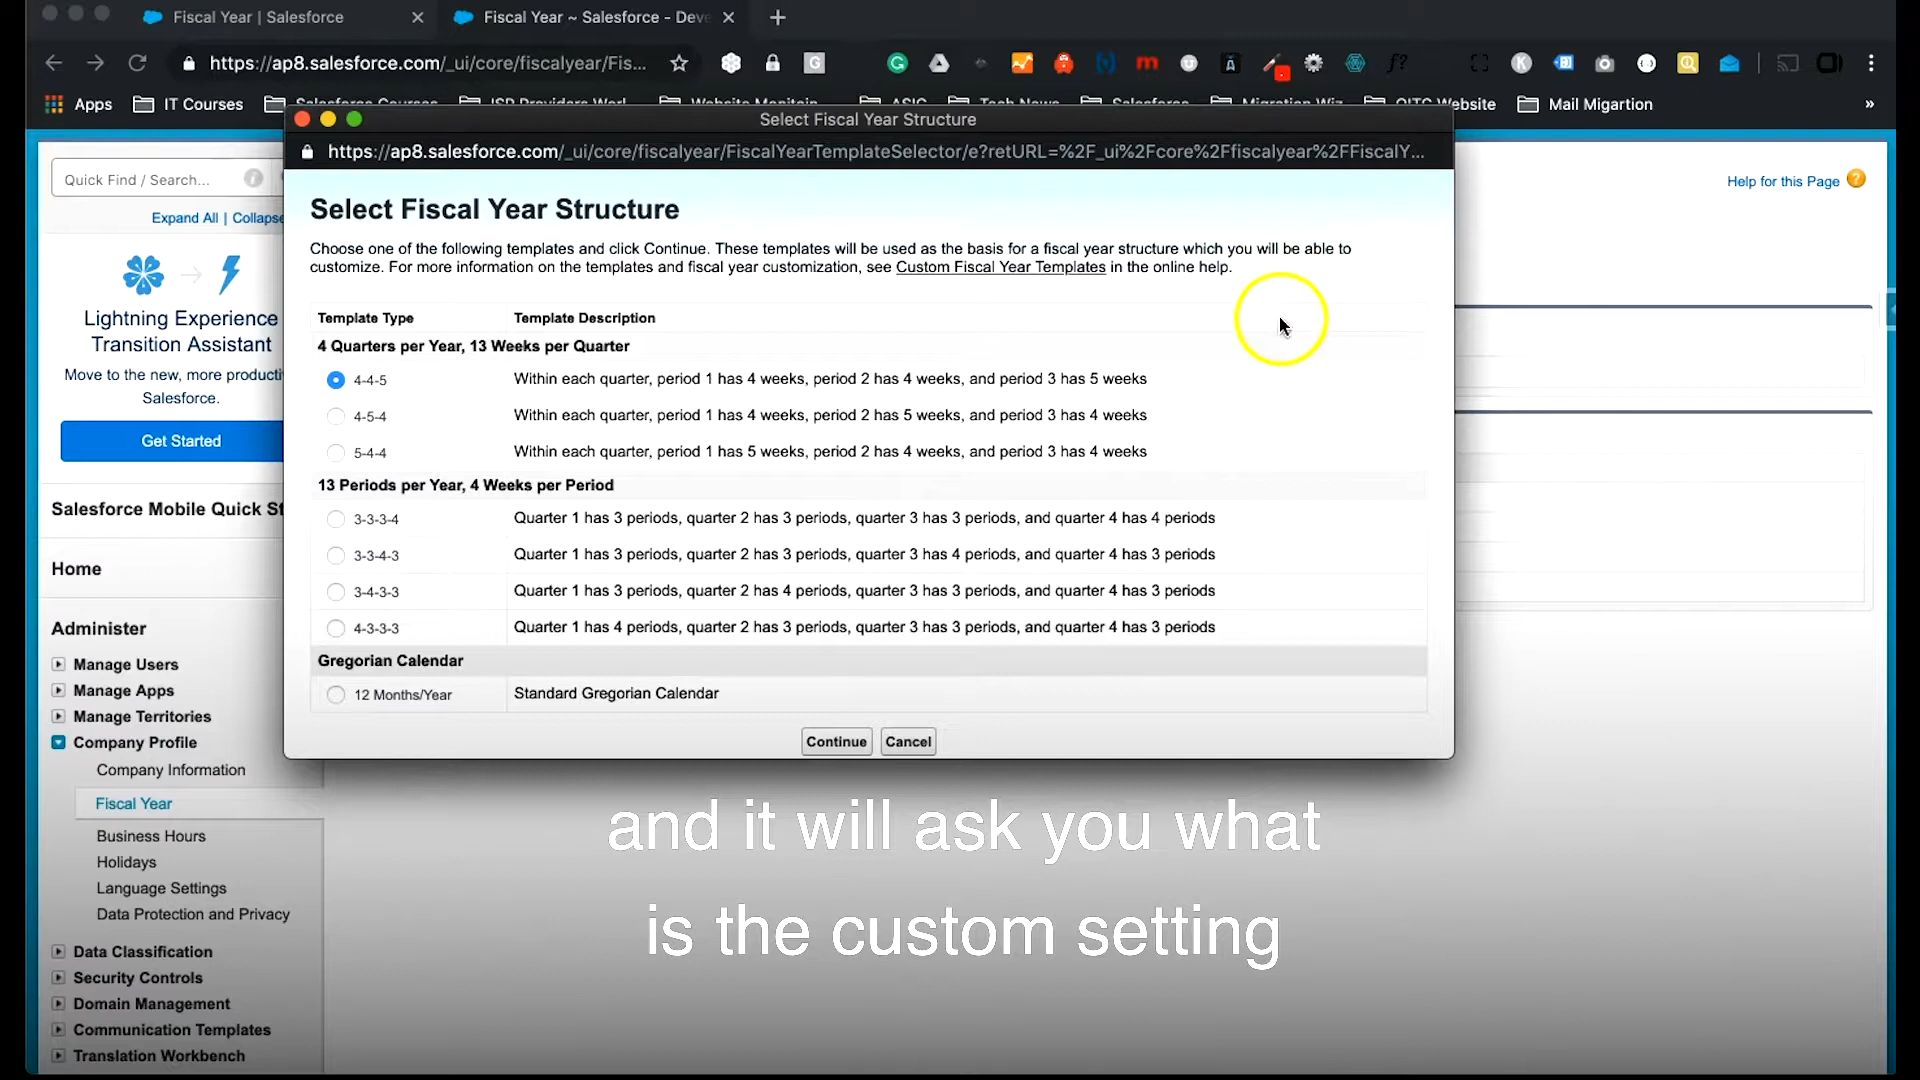 Fiscal Year | Salesforce
Fiscal Year ~ Salesforce - Deve
https://ap8.salesforce.com/_ui/core/fiscalyear/Fis...
Apps
IT Courses
Salesforce Courses
ISP Providers Worl
Website Monitain
ASIC
Tech News
Salesforce
Migration Wiz
OITC Website
Mail Migartion
»
Select Fiscal Year Structure
https://ap8.salesforce.com/_ui/core/fiscalyear/FiscalYearTemplateSelector/e?retURL=%2F_ui%2Fcore%2Ffiscalyear%2FFiscalY...
Quick Find / Search...
Expand All | Collapse
Lightning Experience
Transition Assistant
Move to the new, more producti
Salesforce.
Get Started
Salesforce Mobile Quick St
Home
Administer
Manage Users
Manage Apps
Manage Territories
Company Profile
Company Information
Fiscal Year
Business Hours
Holidays
Language Settings
Data Protection and Privacy
Data Classification
Security Controls
Domain Management
Communication Templates
Translation Workbench
Help for this Page
Select Fiscal Year Structure
Choose one of the following templates and click Continue. These templates will be used as the basis for a fiscal year structure which you will be able to
customize. For more information on the templates and fiscal year customization, see Custom Fiscal Year Templates in the online help.
Template Type Template Description
4 Quarters per Year, 13 Weeks per Quarter
4-4-5 Within each quarter, period 1 has 4 weeks, period 2 has 4 weeks, and period 3 has 5 weeks
4-5-4 Within each quarter, period 1 has 4 weeks, period 2 has 5 weeks, and period 3 has 4 weeks
5-4-4 Within each quarter, period 1 has 5 weeks, period 2 has 4 weeks, and period 3 has 4 weeks
13 Periods per Year, 4 Weeks per Period
3-3-3-4 Quarter 1 has 3 periods, quarter 2 has 3 periods, quarter 3 has 3 periods, and quarter 4 has 4 periods
3-3-4-3 Quarter 1 has 3 periods, quarter 2 has 3 periods, quarter 3 has 4 periods, and quarter 4 has 3 periods
3-4-3-3 Quarter 1 has 3 periods, quarter 2 has 4 periods, quarter 3 has 3 periods, and quarter 4 has 3 periods
4-3-3-3 Quarter 1 has 4 periods, quarter 2 has 3 periods, quarter 3 has 3 periods, and quarter 4 has 3 periods
Gregorian Calendar
12 Months/Year Standard Gregorian Calendar
Continue Cancel
and it will ask you what
is the custom setting